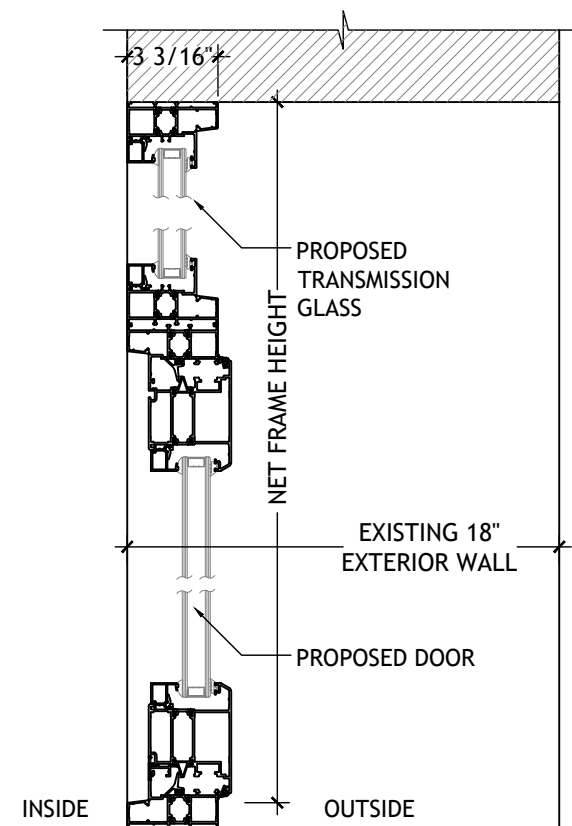 3 3/16"
PROPOSED
TRANSMISSION
GLASS
NET FRAME HEIGHT
EXISTING 18"
EXTERIOR WALL
PROPOSED DOOR
INSIDE
OUTSIDE